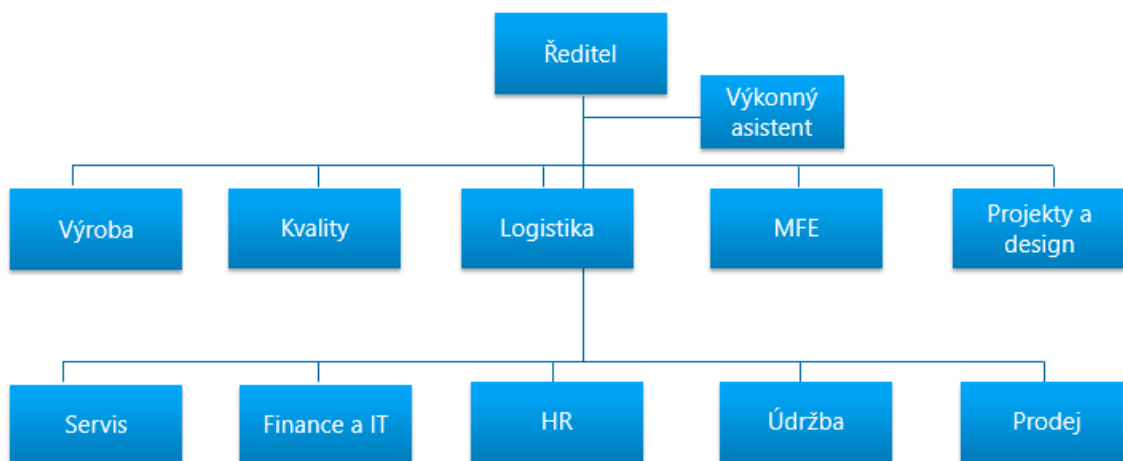 Ředitel
Výkonný
asistent
Výroba
Kvality
Logistika
MFE
Projekty a
design
Servis
Finance a IT
HR
Údržba
Prodej